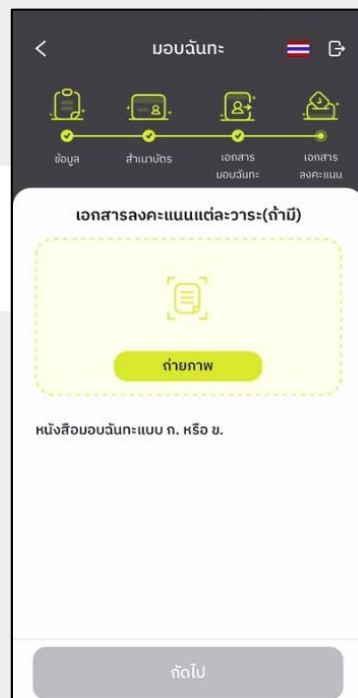 มอบฉันทะ
ข้อมูล
สำเนาบัตร
เอกสาร
มอบฉันทะ
เอกสาร
ลงคะแนน
เอกสารลงคะแนนแต่ละวาระ(ถ้ามี)
ถ่ายภาพ
หนังสือมอบฉันทะแบบ ก. หรือ ข.
ถัดไป